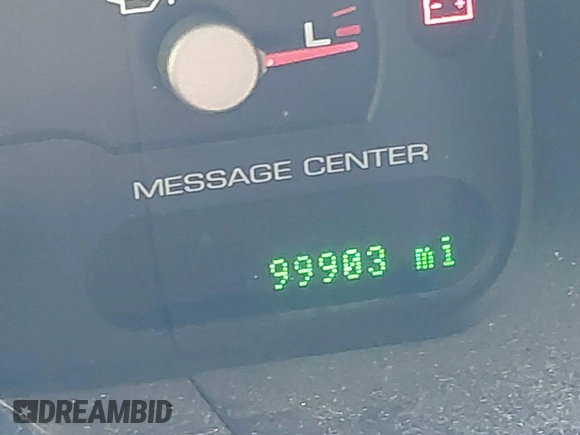 L
MESSAGE CENTER
99903 mi
DREAMBID